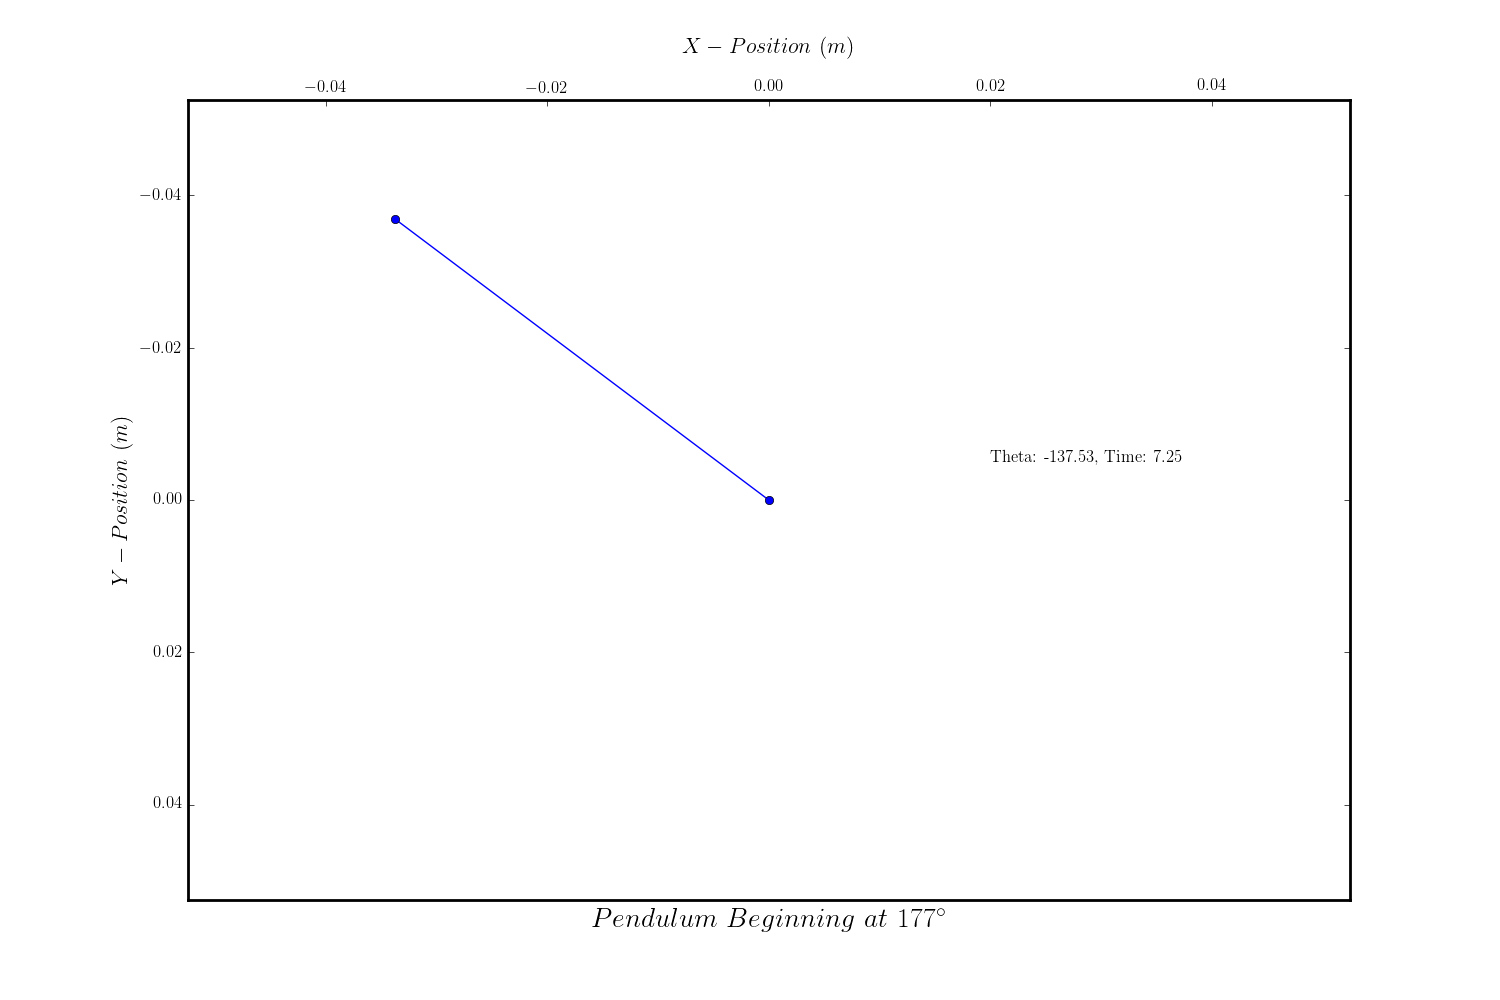 X − Position (m)
−0.04 −0.02 0.00 0.02 0.04
−0.04
−0.02
Y − Position (m)
Theta: -137.53, Time: 7.25
0.00
0.02
0.04
Pendulum Beginning at 177°